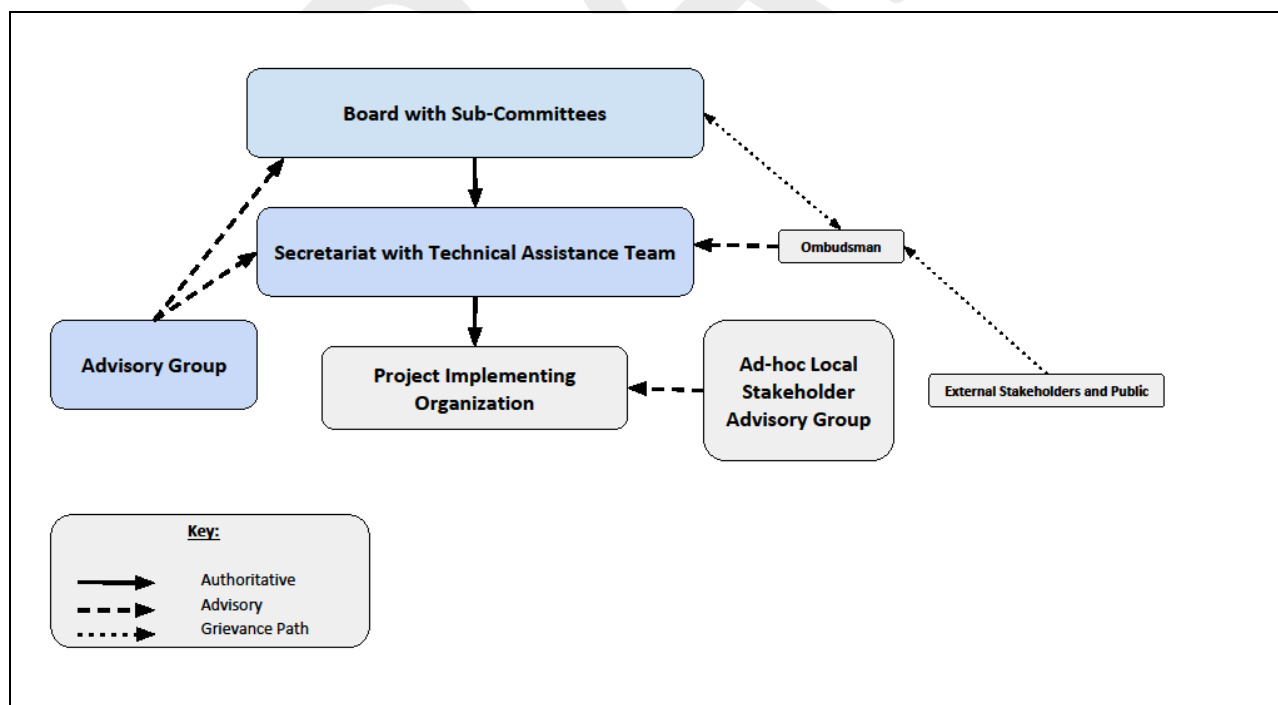 Board with Sub-Committees
Secretariat with Technical Assistance Team
Ombudsman
Advisory Group
Project Implementing
Organization
Ad-hoc Local
Stakeholder
Advisory Group
External Stakeholders and Public
Key:
Authoritative
Advisory
Grievance Path